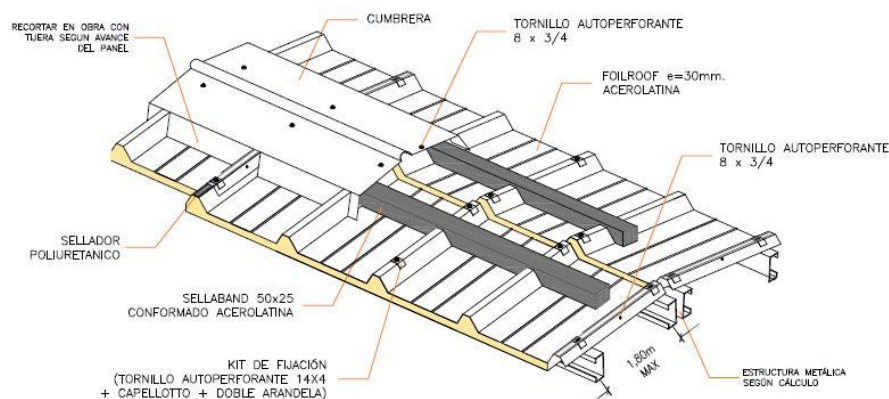 RECORTAR EN OBRA CON
TIJERA SEGUN AVANCE
DEL PANEL
CUMBRERA
TORNILLO AUTOPERFORANTE
8 x 3/4
FOILROOF e=30mm.
ACEROLATINA
TORNILLO AUTOPERFORANTE
8 x 3/4
SELLADOR
POLIURETANICO
SELLABAND 50x25
CONFORMADO ACEROLATINA
KIT DE FIJACIÓN
(TORNILLO AUTOPERFORANTE 14X4
+ CAPELLOTTO + DOBLE ARANDELA)
1,80m
MAX
ESTRUCTURA METÁLICA
SEGÚN CÁLCULO